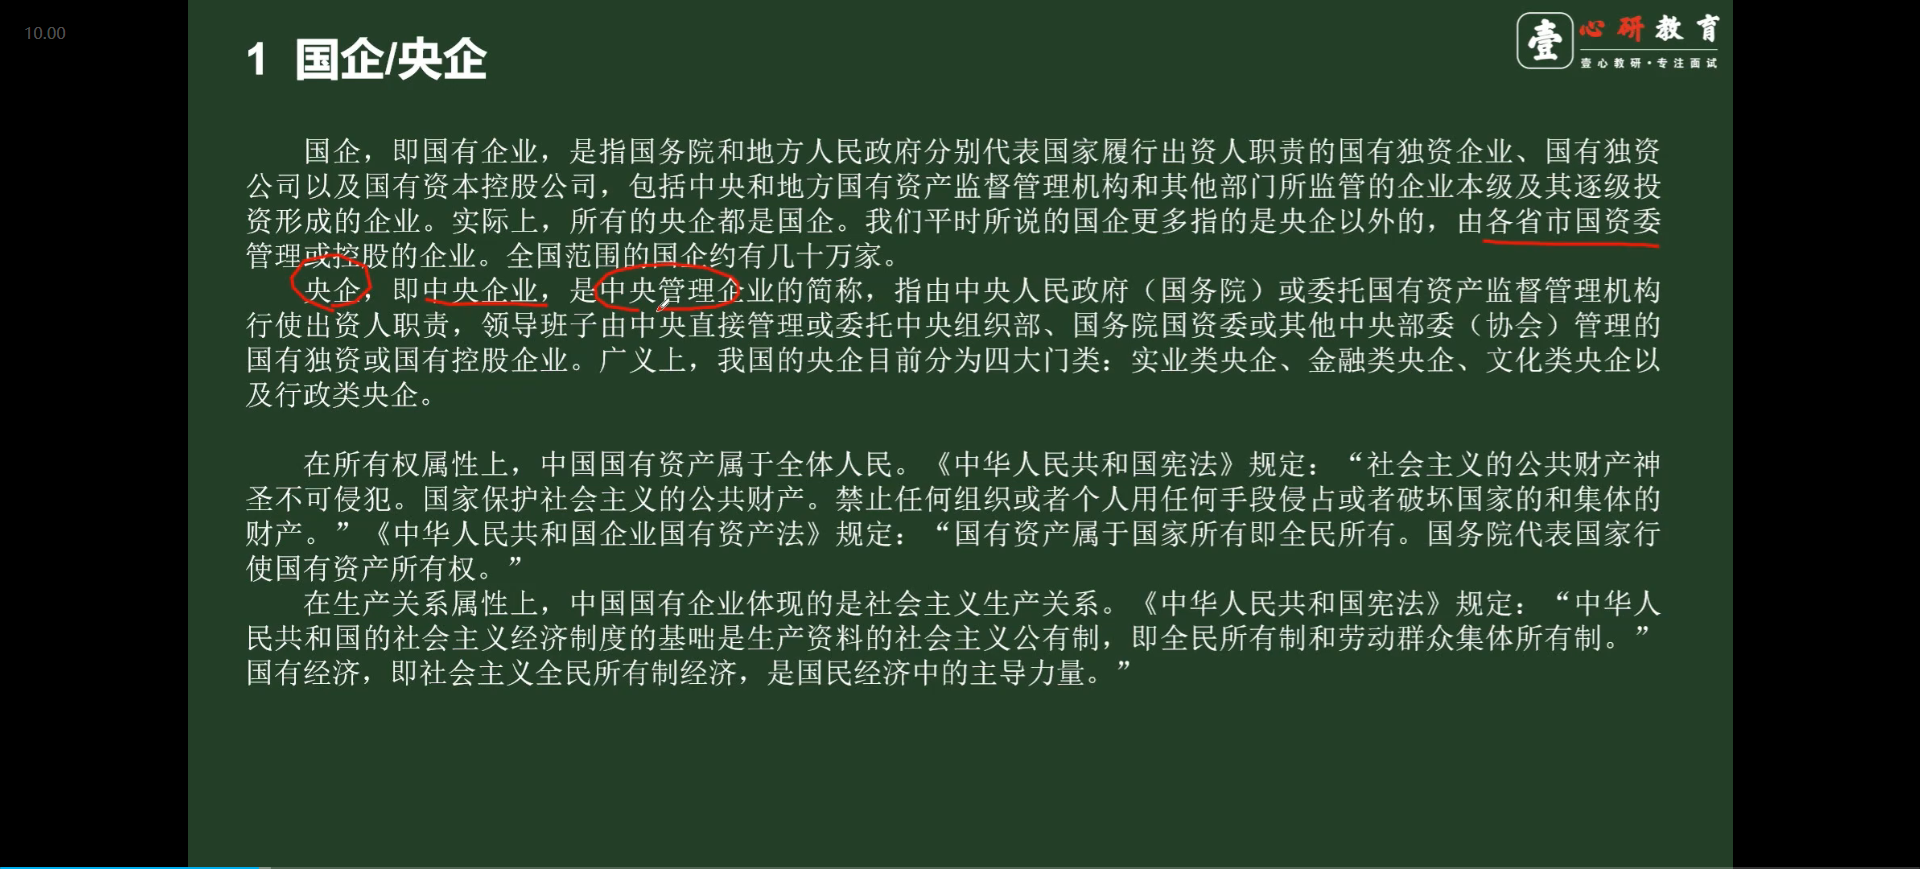 10.00
1 国企/央企
壹 心研教育
壹心教研·专注面试
国企，即国有企业，是指国务院和地方人民政府分别代表国家履行出资人职责的国有独资企业、国有独资
公司以及国有资本控股公司，包括中央和地方国有资产监督管理机构和其他部门所监管的企业本级及其逐级投
资形成的企业。实际上，所有的央企都是国企。我们平时所说的国企更多指的是央企以外的，由各省市国资委
管理或控股的企业。全国范围的国企约有几十万家。
央企，即中央企业，是中央管理企业的简称，指由中央人民政府（国务院）或委托国有资产监督管理机构
行使出资人职责，领导班子由中央直接管理或委托中央组织部、国务院国资委或其他中央部委（协会）管理的
国有独资或国有控股企业。广义上，我国的央企目前分为四大门类：实业类央企、金融类央企、文化类央企以
及行政类央企。
在所有权属性上，中国国有资产属于全体人民。《中华人民共和国宪法》规定：“社会主义的公共财产神
圣不可侵犯。国家保护社会主义的公共财产。禁止任何组织或者个人用任何手段侵占或者破坏国家的和集体的
财产。”《中华人民共和国企业国有资产法》规定：“国有资产属于国家所有即全民所有。国务院代表国家行
使国有资产所有权。”
在生产关系属性上，中国国有企业体现的是社会主义生产关系。《中华人民共和国宪法》规定：“中华人
民共和国的社会主义经济制度的基础是生产资料的社会主义公有制，即全民所有制和劳动群众集体所有制。”
国有经济，即社会主义全民所有制经济，是国民经济中的主导力量。”